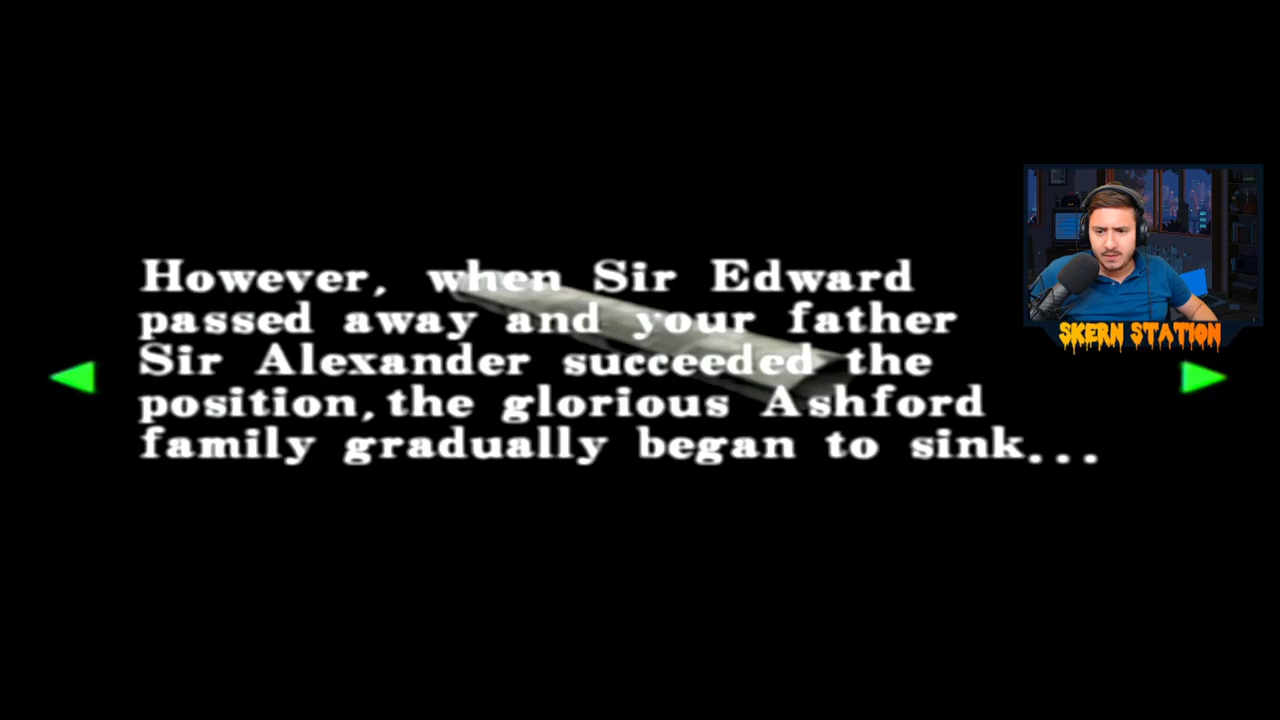 However, when Sir Edward
passed away and your father
Sir Alexander succeeded the
position,the glorious Ashford
family gradually began to sink...
SKERN STATION